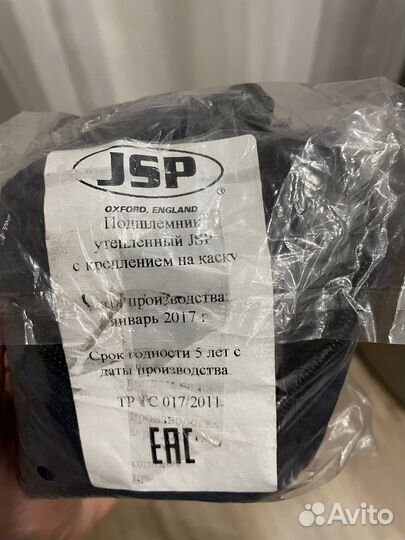 JSP
®
OXFORD, ENGLAND
Подшлемник
утепленный JSP
с креплением на каску
производства:
январь 2017 г
Срок годности 5 лет с
даты производства
ТР ТС 017/2011
EAC
Avito